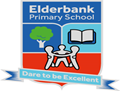 Elderbank
Primary School
Dare to be Excellent